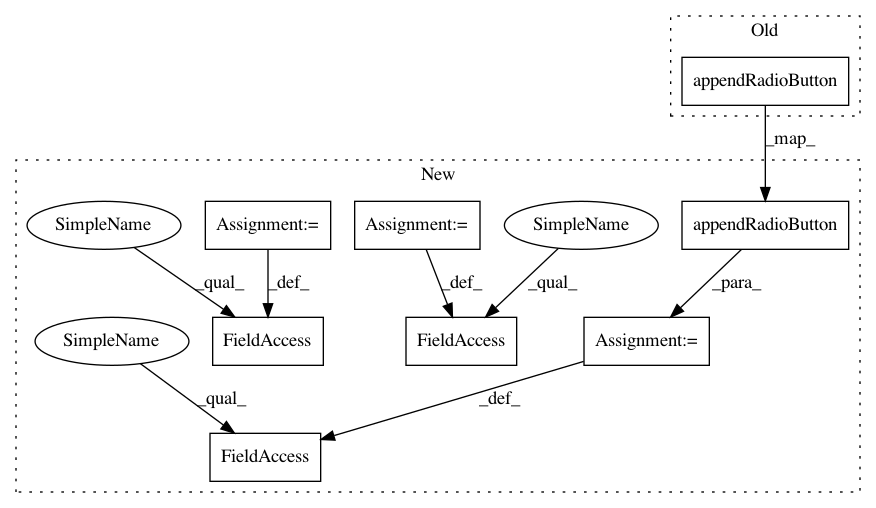 Old
appendRadioButton
_map_
New
SimpleName
Assignment:=
Assignment:=
SimpleName
appendRadioButton
_qual_
_def_
_def_
_qual_
_para_
SimpleName
FieldAccess
FieldAccess
Assignment:=
_qual_
_def_
FieldAccess